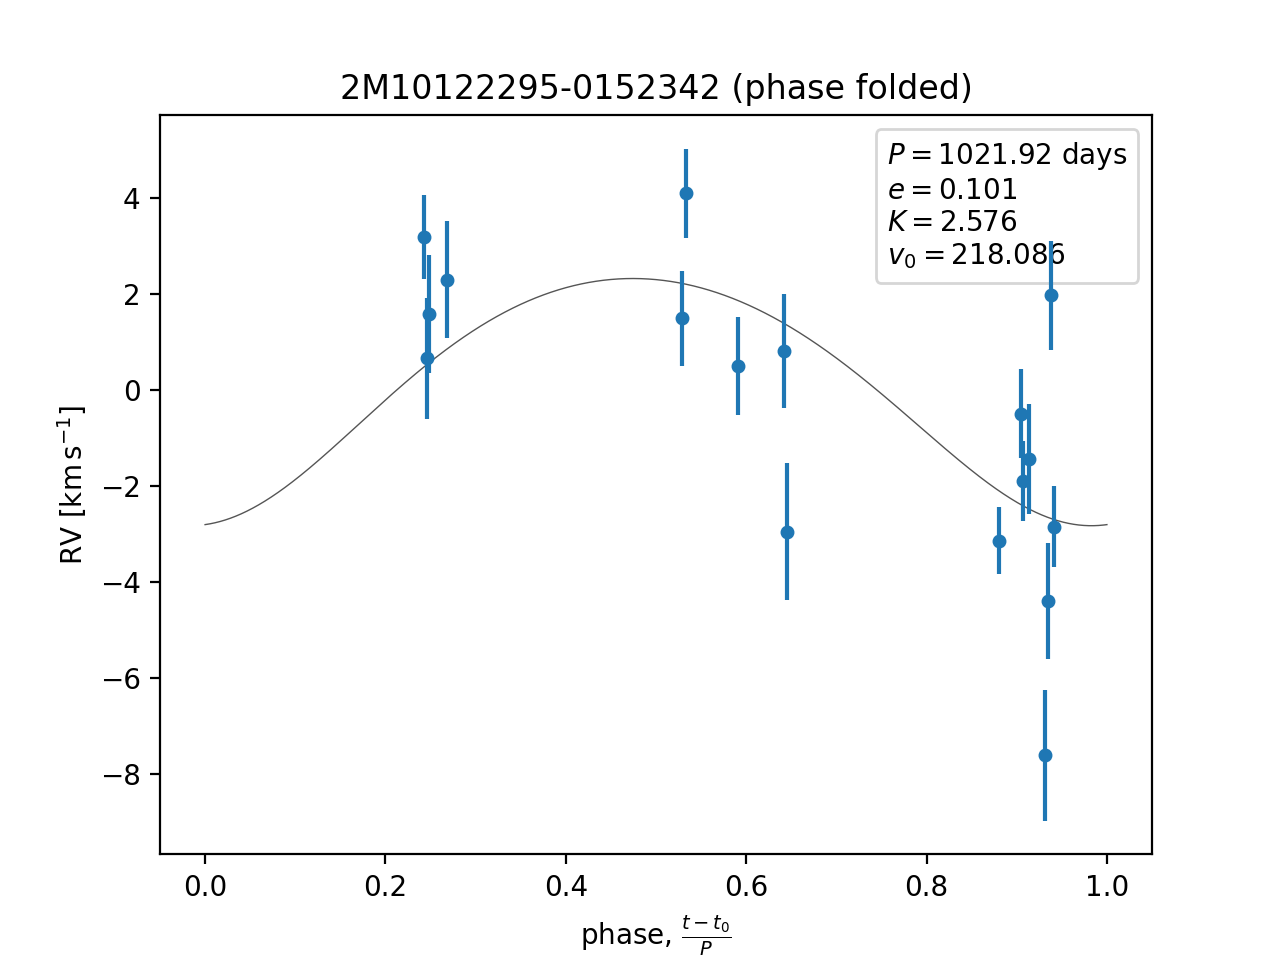 2M10122295-0152342 (phase folded)
P = 1021.92 days
e = 0.101
K = 2.576
v₀ = 218.086
4
2
0
−2
−4
−6
−8
RV [km s⁻¹]
0.0 0.2 0.4 0.6 0.8 1.0
phase, (t − t₀)/P